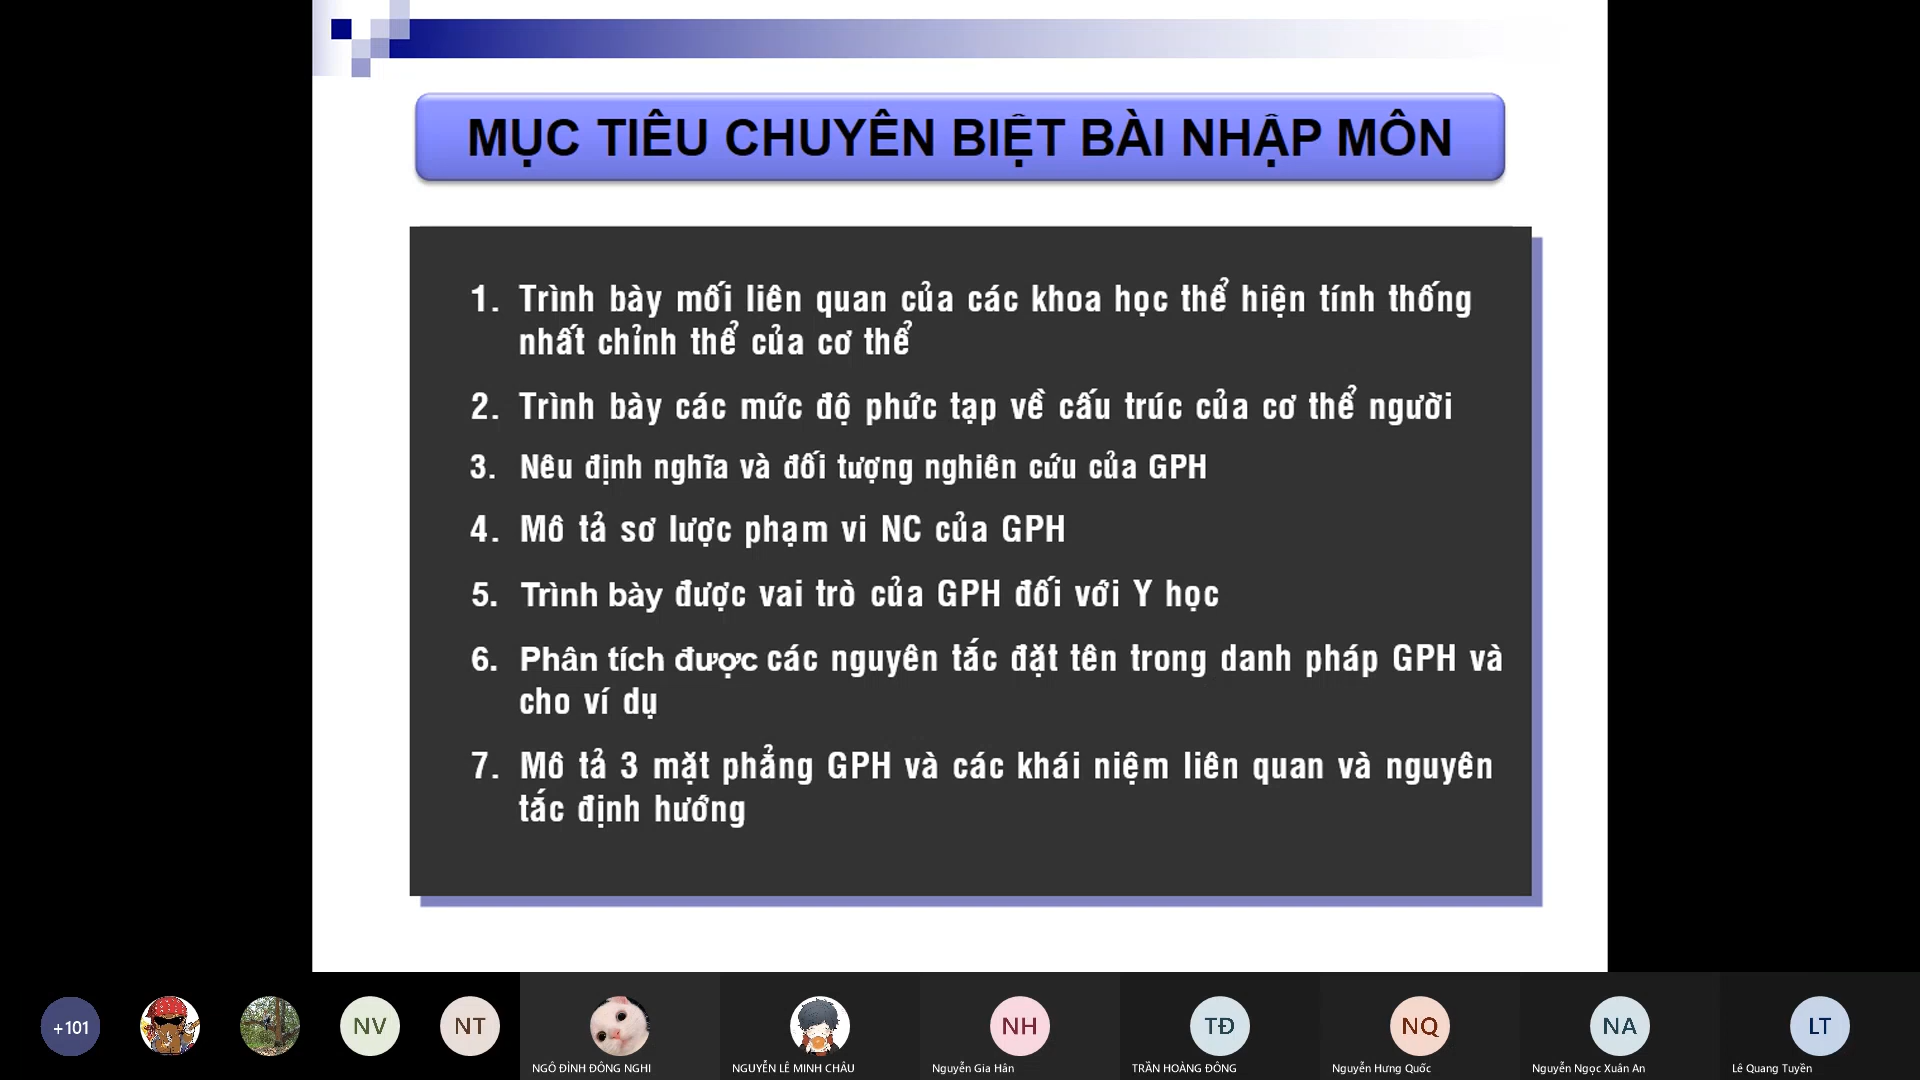 MỤC TIÊU CHUYÊN BIỆT BÀI NHẬP MÔN
1. Trình bày mối liên quan của các khoa học thể hiện tính thống
nhất chỉnh thể của cơ thể
2. Trình bày các mức độ phức tạp về cấu trúc của cơ thể người
3. Nêu định nghĩa và đối tượng nghiên cứu của GPH
4. Mô tả sơ lược phạm vi NC của GPH
5. Trình bày được vai trò của GPH đối với Y học
6. Phân tích được các nguyên tắc đặt tên trong danh pháp GPH và
cho ví dụ
7. Mô tả 3 mặt phẳng GPH và các khái niệm liên quan và nguyên
tắc định hướng
+101 NV NT NH TĐ NQ NA LT
NGÔ ĐÌNH ĐÔNG NGHI NGUYỄN LÊ MINH CHÂU Nguyễn Gia Hân TRẦN HOÀNG ĐÔNG Nguyễn Hưng Quốc Nguyễn Ngọc Xuân An Lê Quang Tuyền